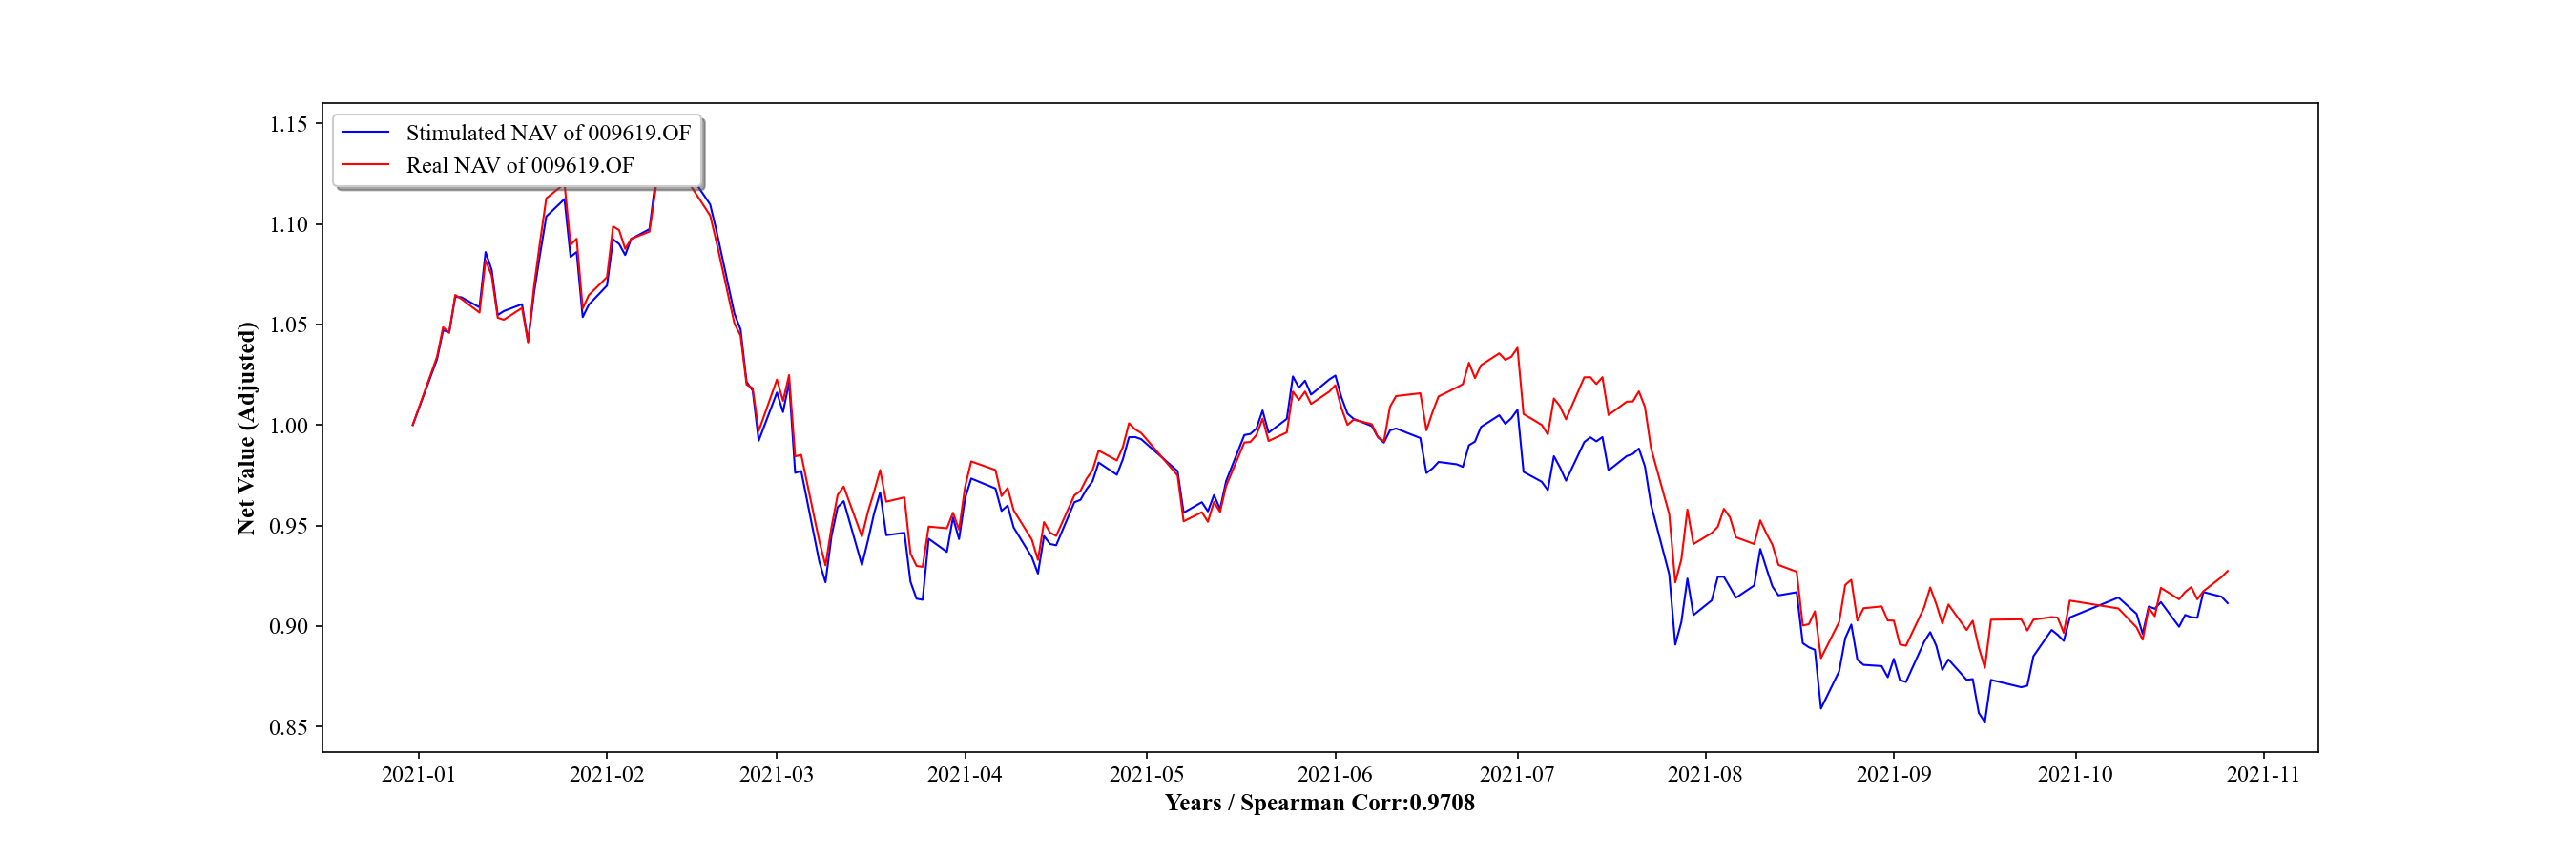 Stimulated NAV of 009619.OF
Real NAV of 009619.OF
Net Value (Adjusted)
1.15
1.10
1.05
1.00
0.95
0.90
0.85
2021-01 2021-02 2021-03 2021-04 2021-05 2021-06 2021-07 2021-08 2021-09 2021-10 2021-11
Years / Spearman Corr:0.9708